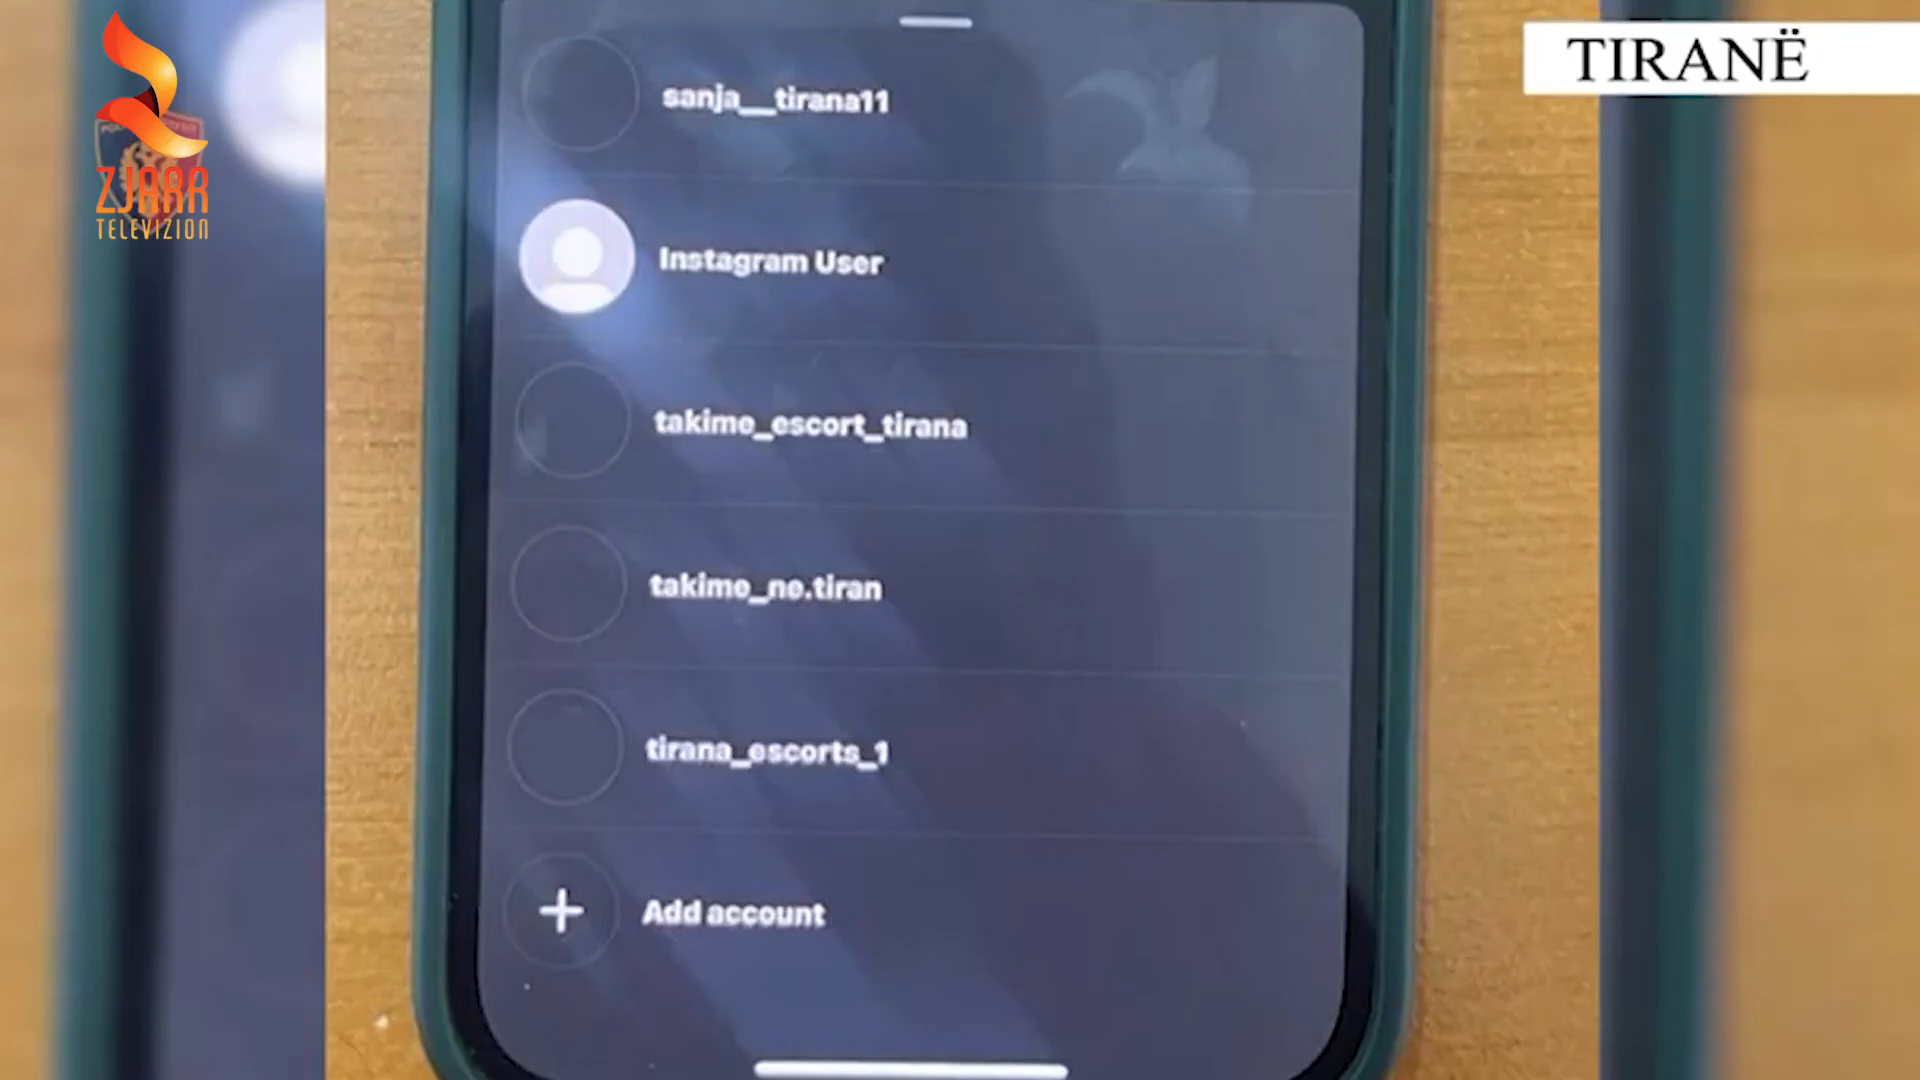 ZJARR
TELEVIZION
TIRANË
sanja__tirana11
Instagram User
takime_escort_tirana
takime_ne.tiran
tirana_escorts_1
Add account